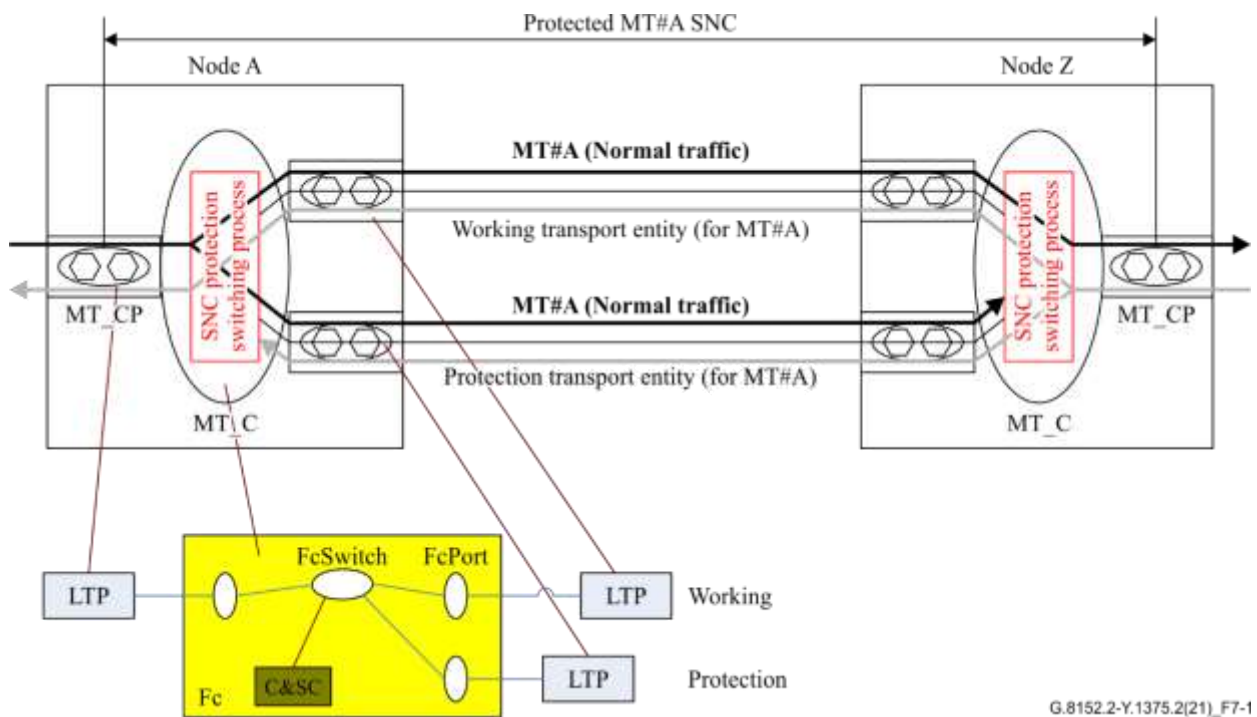 Protected MT#A SNC
Node A
Node Z
MT#A (Normal traffic)
Working transport entity (for MT#A)
SNC protection
switching process
SNC protection
switching process
MT_CP
MT_CP
MT#A (Normal traffic)
Protection transport entity (for MT#A)
MT_C
MT_C
FcSwitch
FcPort
LTP
LTP
Working
C&SC
Fc
LTP
Protection
G.8152.2-Y.1375.2(21)_F7-1